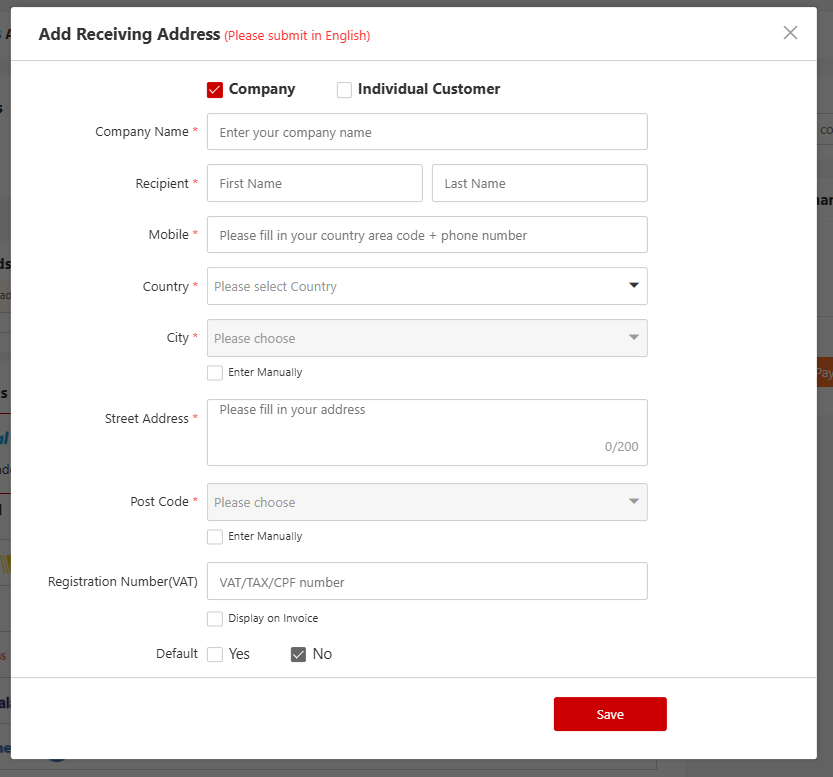 Add Receiving Address (Please submit in English)
Company Individual Customer
Company Name * Enter your company name
Recipient * First Name Last Name
Mobile * Please fill in your country area code + phone number
Country * Please select Country
City * Please choose
Enter Manually
Street Address * Please fill in your address
0/200
Post Code * Please choose
Enter Manually
Registration Number(VAT) VAT/TAX/CPF number
Display on Invoice
Default Yes No
Save